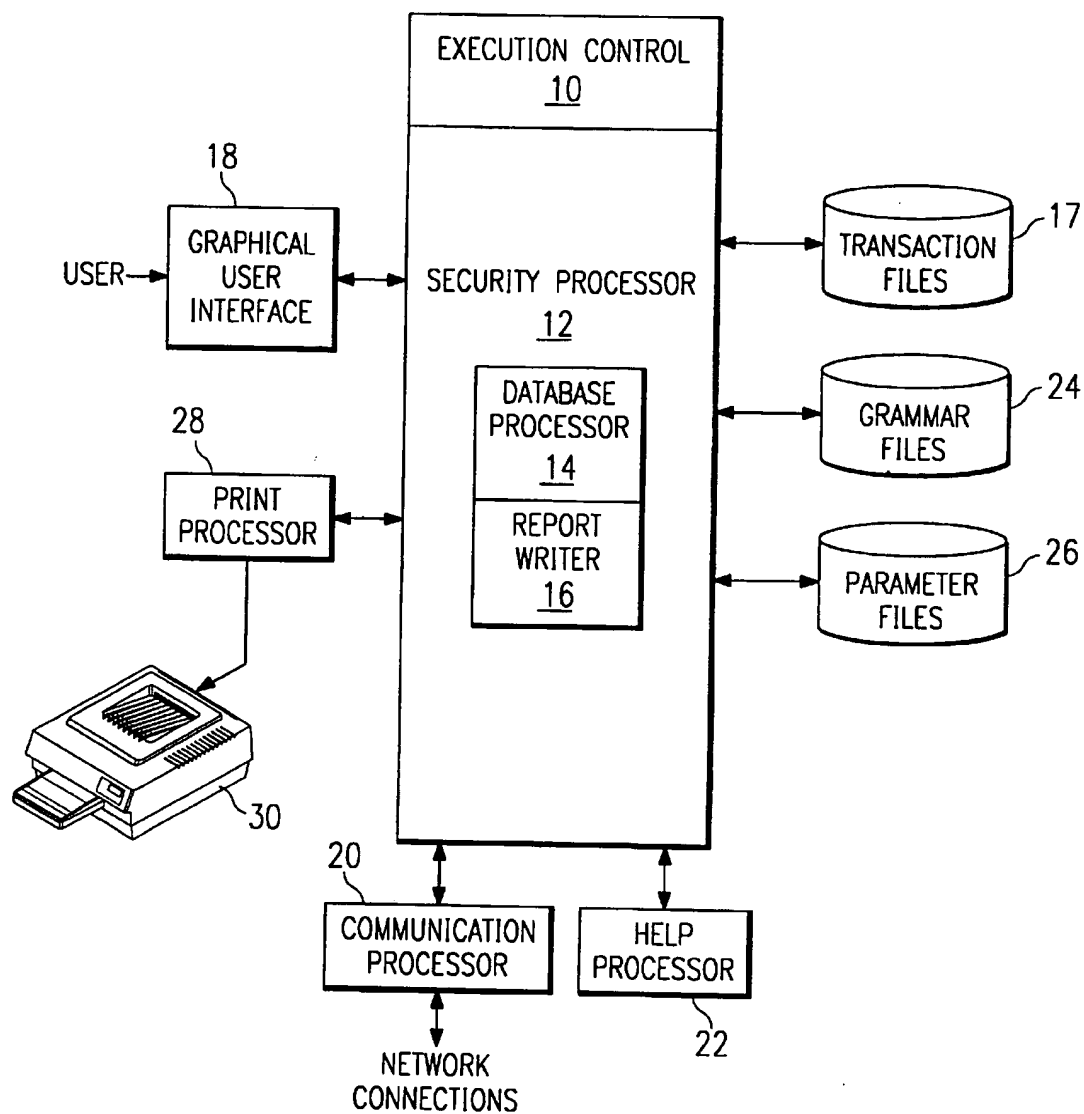 EXECUTION CONTROL
10
18
GRAPHICAL
USER
INTERFACE
USER
SECURITY PROCESSOR
12
TRANSACTION
FILES
17
DATABASE
PROCESSOR
14
REPORT
WRITER
16
GRAMMAR
FILES
24
28
PRINT
PROCESSOR
PARAMETER
FILES
26
30
20
COMMUNICATION
PROCESSOR
HELP
PROCESSOR
22
NETWORK
CONNECTIONS